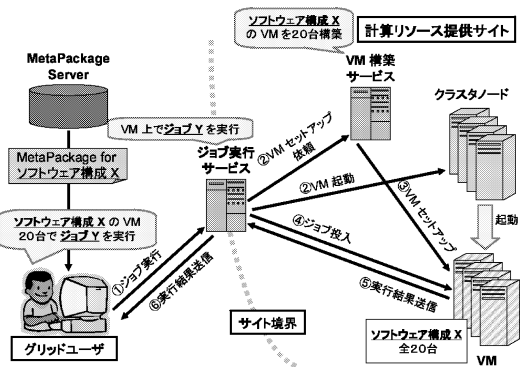 ソフトウェア構成 X
の VM を20台構築
計算リソース提供サイト
MetaPackage
Server
VM 構築
サービス
クラスタノード
VM 上でジョブ Y を実行
MetaPackage for
ソフトウェア構成 X
ジョブ実行
サービス
②VM セットアップ
依頼
②VM 起動
③VM セットアップ
起動
ソフトウェア構成 X の VM
20台でジョブ Y を実行
④ジョブ投入
①ジョブ実行
⑥実行結果送信
⑤実行結果送信
サイト境界
グリッドユーザ
ソフトウェア構成 X
全20台
VM